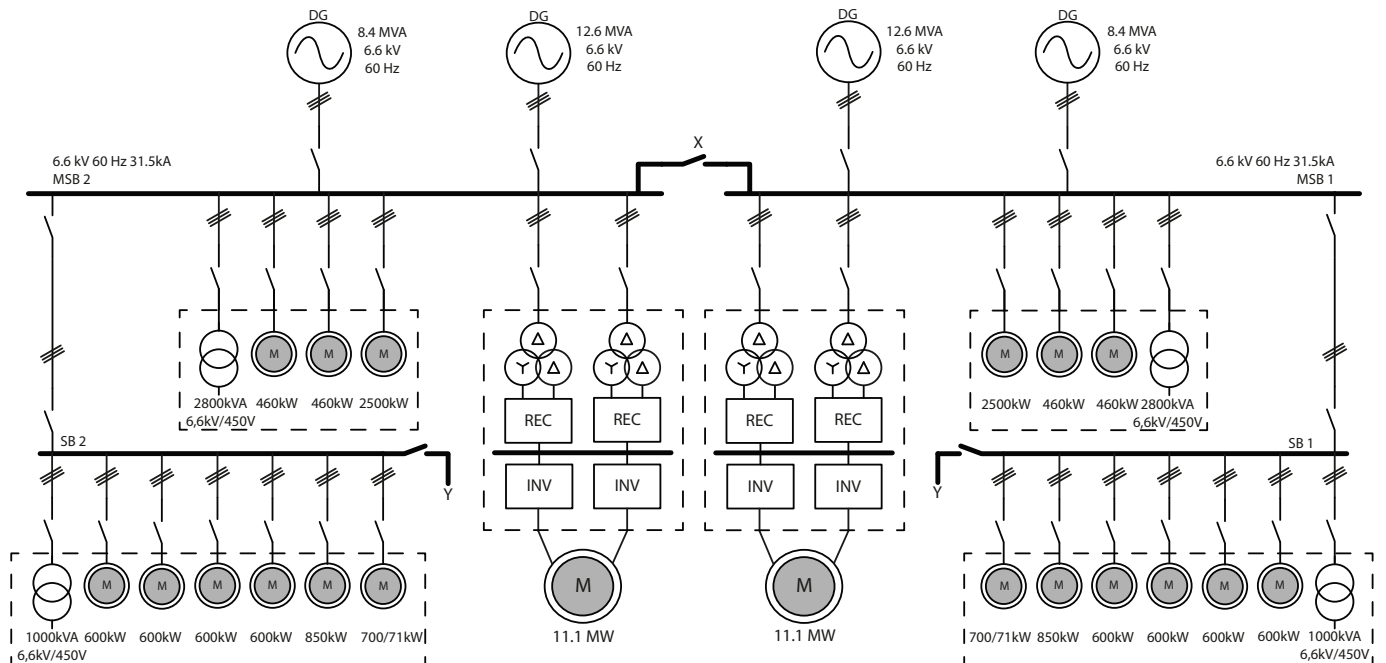 DG
8.4 MVA
6.6 kV
60 Hz
DG
12.6 MVA
6.6 kV
60 Hz
DG
12.6 MVA
6.6 kV
60 Hz
DG
8.4 MVA
6.6 kV
60 Hz
X
6.6 kV 60 Hz 31.5kA
MSB 2
6.6 kV 60 Hz 31.5kA
MSB 1
M
M
M
2800kVA
6,6kV/450V
460kW
460kW
2500kW
REC
REC
REC
REC
M
M
M
2500kW
460kW
460kW
2800kVA
6,6kV/450V
SB 2
Y
INV
INV
INV
INV
Y
SB 1
M
M
M
M
M
M
1000kVA
6,6kV/450V
600kW
600kW
600kW
600kW
850kW
700/71kW
M
11.1 MW
M
11.1 MW
M
M
M
M
M
M
700/71kW
850kW
600kW
600kW
600kW
600kW
1000kVA
6,6kV/450V